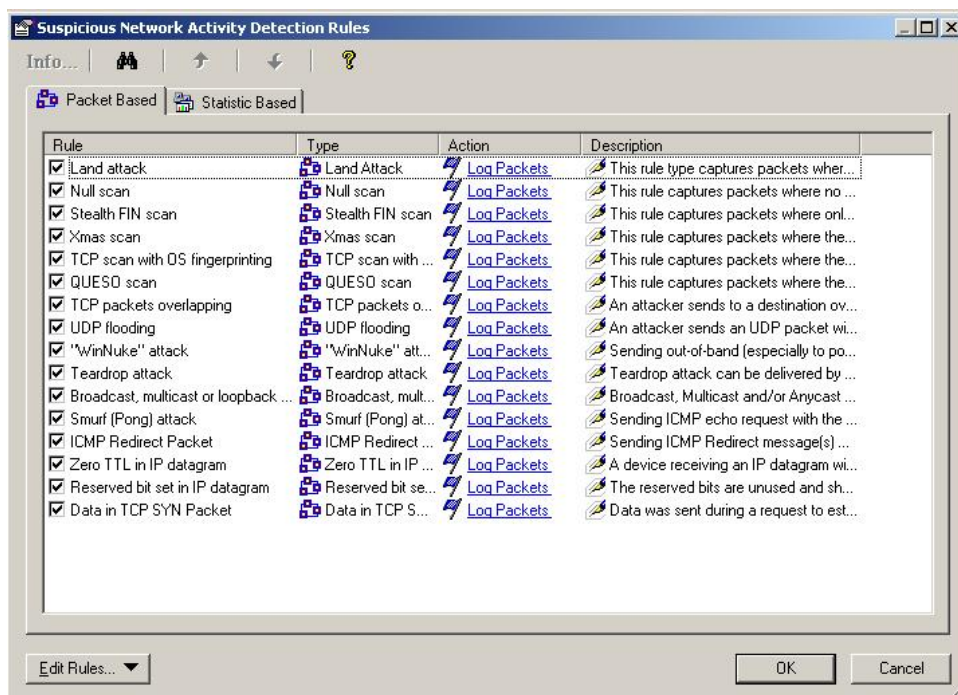 Suspicious Network Activity Detection Rules
Info...
Packet Based Statistic Based
Rule Type Action Description
Land attack Land Attack Log Packets This rule type captures packets wher...
Null scan Null scan Log Packets This rule captures packets where no ...
Stealth FIN scan Stealth FIN scan Log Packets This rule captures packets where onl...
Xmas scan Xmas scan Log Packets This rule captures packets where the...
TCP scan with OS fingerprinting TCP scan with ... Log Packets This rule captures packets where the...
QUESO scan QUESO scan Log Packets This rule captures packets where the...
TCP packets overlapping TCP packets o... Log Packets An attacker sends to a destination ov...
UDP flooding UDP flooding Log Packets An attacker sends an UDP packet wi...
"WinNuke" attack "WinNuke" att... Log Packets Sending out-of-band (especially to po...
Teardrop attack Teardrop attack Log Packets Teardrop attack can be delivered by ...
Broadcast, multicast or loopback ... Broadcast, mult... Log Packets Broadcast, Multicast and/or Anycast ...
Smurf (Pong) attack Smurf (Pong) at... Log Packets Sending ICMP echo request with the ...
ICMP Redirect Packet ICMP Redirect ... Log Packets Sending ICMP Redirect message(s) ...
Zero TTL in IP datagram Zero TTL in IP ... Log Packets A device receiving an IP datagram wi...
Reserved bit set in IP datagram Reserved bit se... Log Packets The reserved bits are unused and sh...
Data in TCP SYN Packet Data in TCP S... Log Packets Data was sent during a request to est...
Edit Rules... OK Cancel